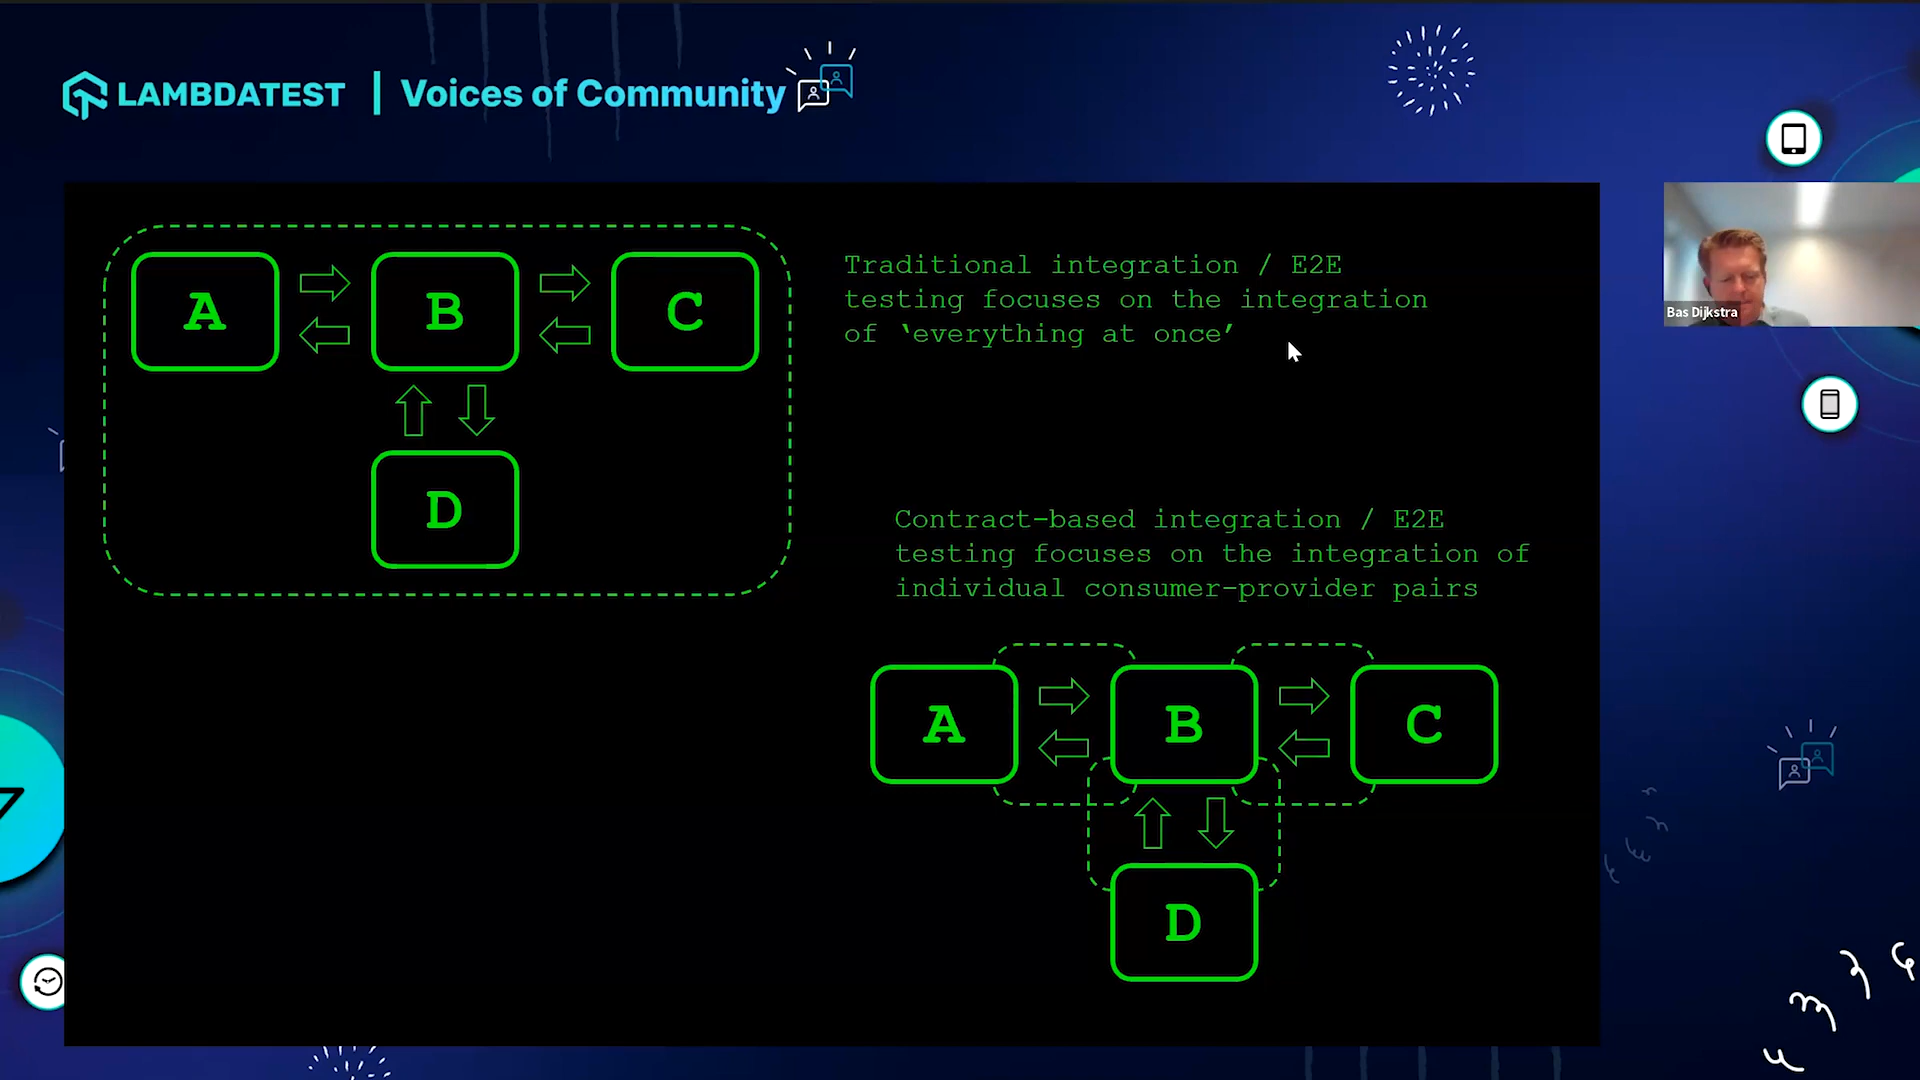 LAMBDATEST | Voices of Community
A B C
D
Traditional integration / E2E
testing focuses on the integration
of ‘everything at once’
Bas Dijkstra
Contract-based integration / E2E
testing focuses on the integration of
individual consumer-provider pairs
A B C
D